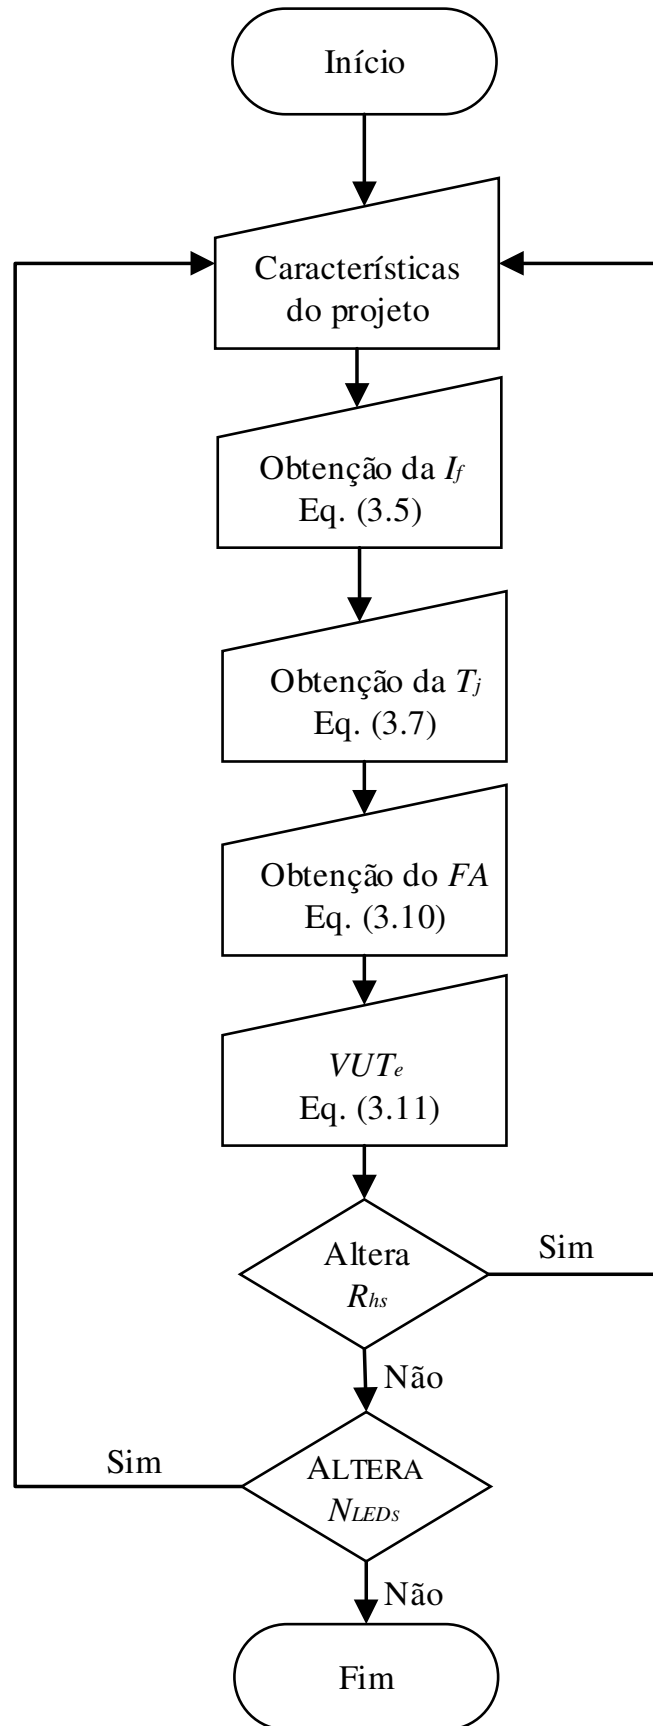 Início
Características
do projeto
Obtenção da If
Eq. (3.5)
Obtenção da Tj
Eq. (3.7)
Obtenção do FA
Eq. (3.10)
VUTe
Eq. (3.11)
Altera
Rhs
Sim
Não
Sim
ALTERA
NLEDs
Não
Fim